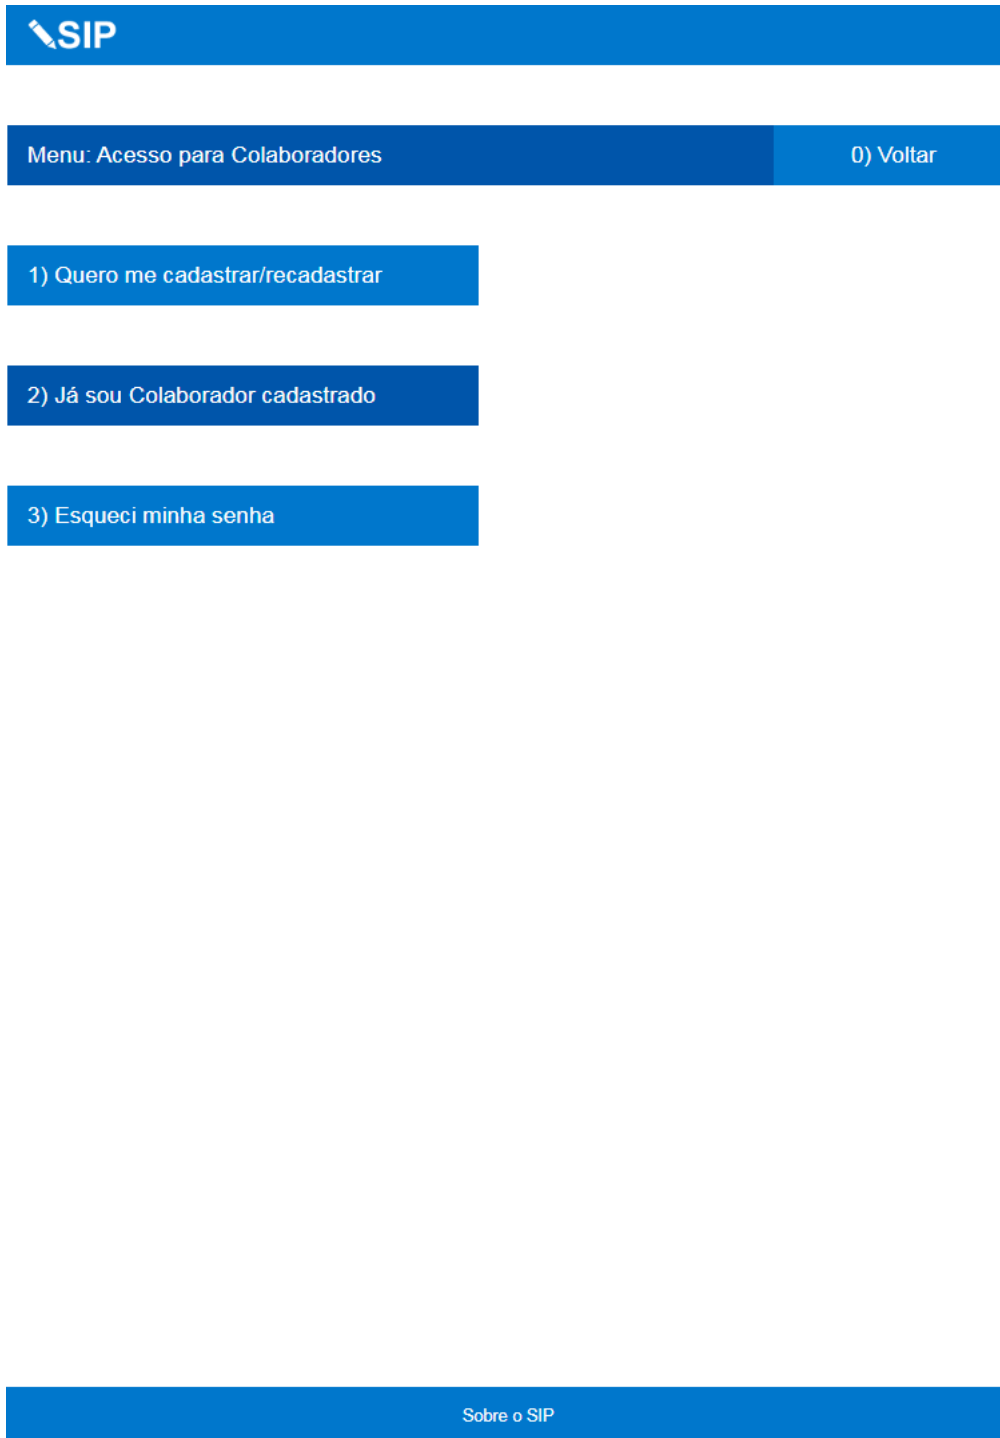 SIP
Menu: Acesso para Colaboradores
0) Voltar
1) Quero me cadastrar/recadastrar
2) Já sou Colaborador cadastrado
3) Esqueci minha senha
Sobre o SIP